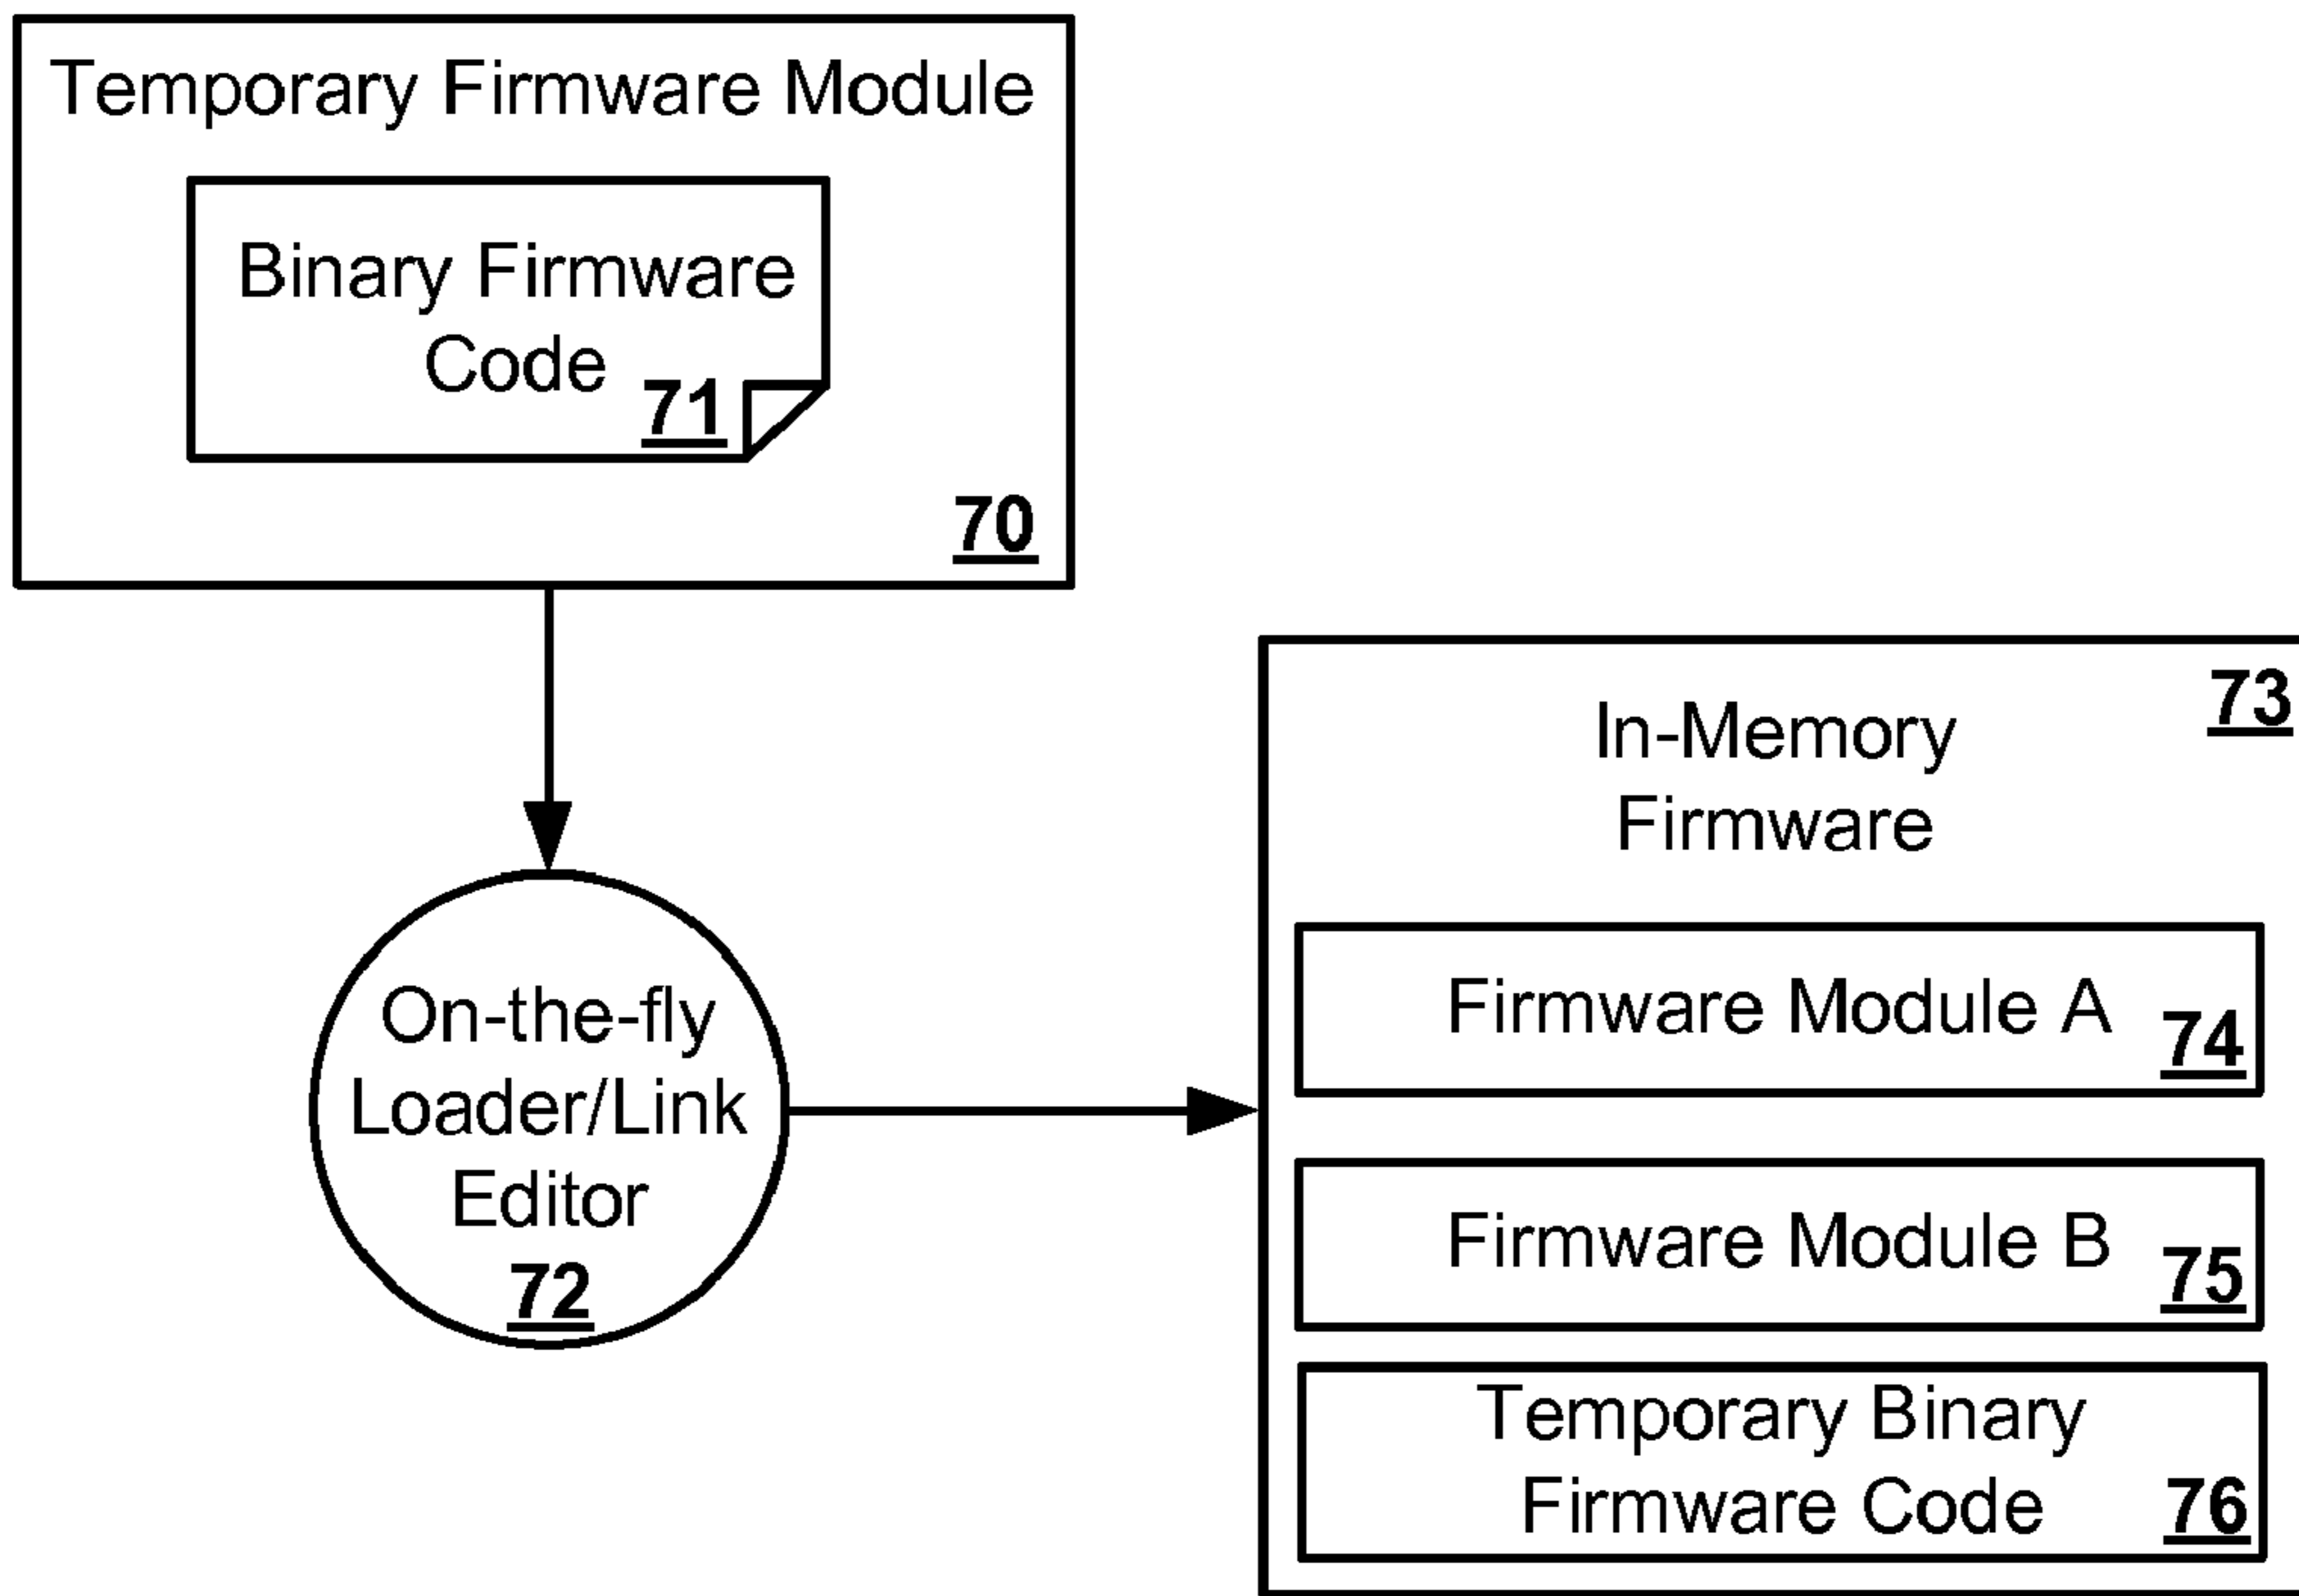 Temporary Firmware Module
Binary Firmware
Code
71
70
On-the-fly
Loader/Link
Editor
72
73
In-Memory
Firmware
Firmware Module A
74
Firmware Module B
75
Temporary Binary
Firmware Code
76